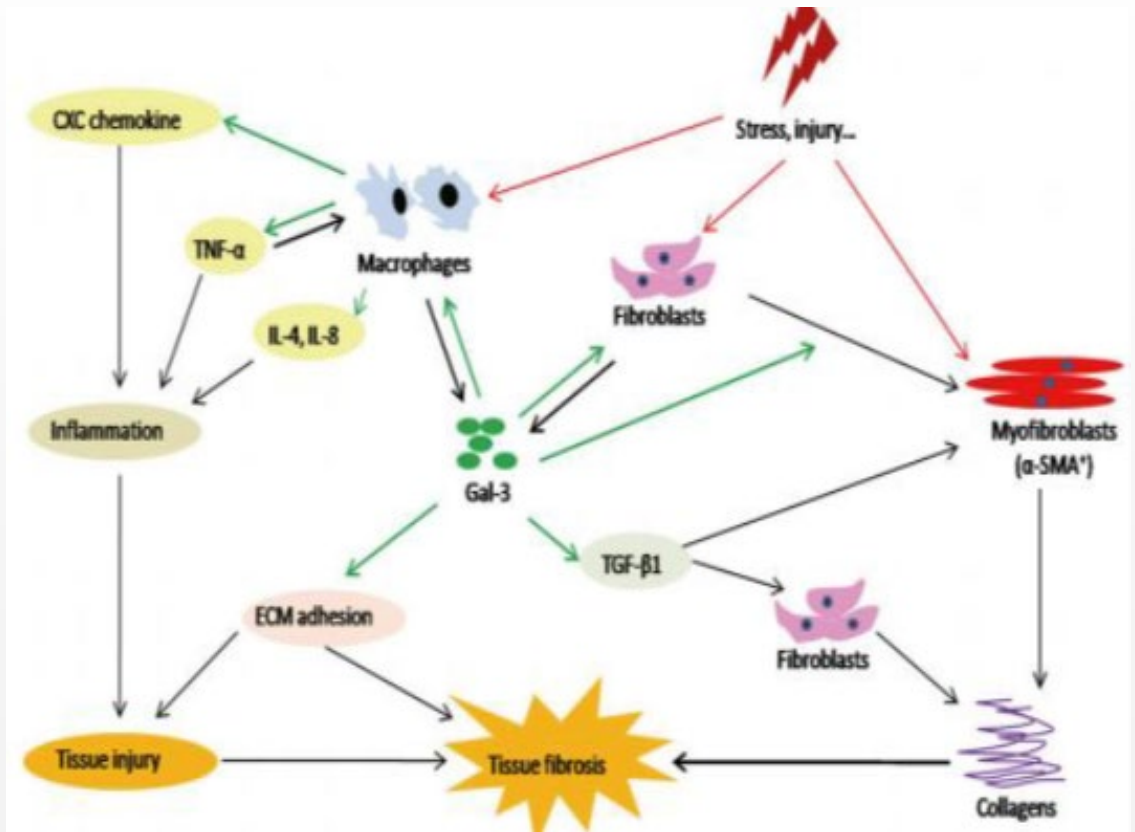 Stress, injury...
CXC chemokine
TNF-α
Macrophages
IL-4, IL-8
Fibroblasts
Inflammation
Myofibroblasts
(α-SMA⁺)
Gal-3
TGF-β1
ECM adhesion
Fibroblasts
Tissue injury
Tissue fibrosis
Collagens